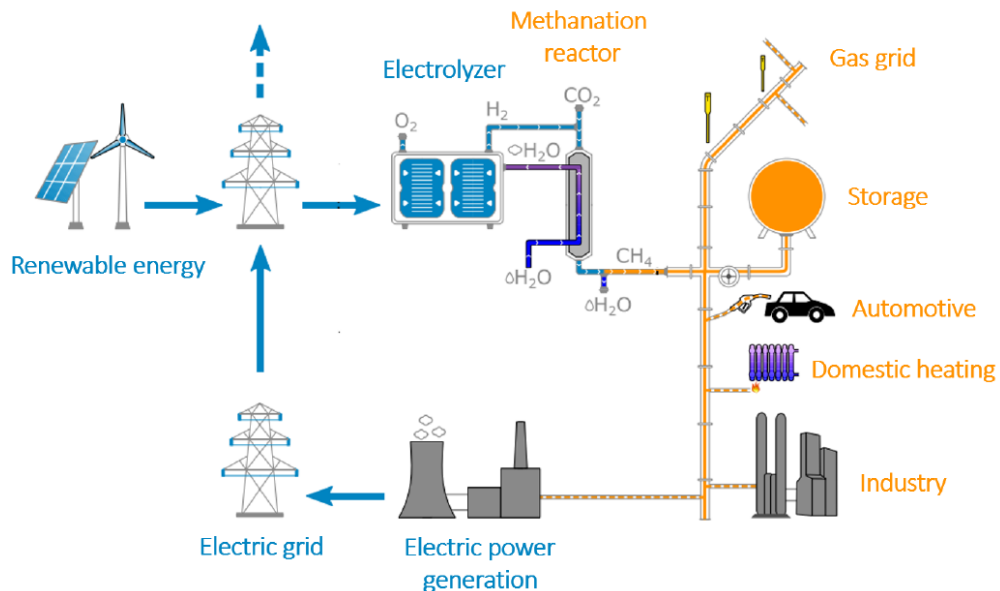 Methanation
reactor
Gas grid
Electrolyzer
CO₂
H₂
O₂
H₂O
Storage
Renewable energy
CH₄
H₂O
H₂O
Automotive
Domestic heating
Industry
Electric grid
Electric power
generation